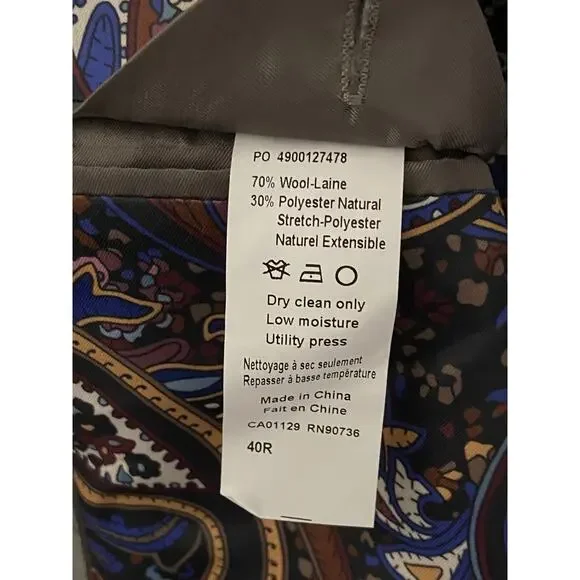 PO 4900127478
70% Wool-Laine
30% Polyester Natural
Stretch-Polyester
Naturel Extensible
Dry clean only
Low moisture
Utility press
Nettoyage à sec seulement
Repasser à basse température
Made in China
Fait en Chine
CA01129 RN90736
40R